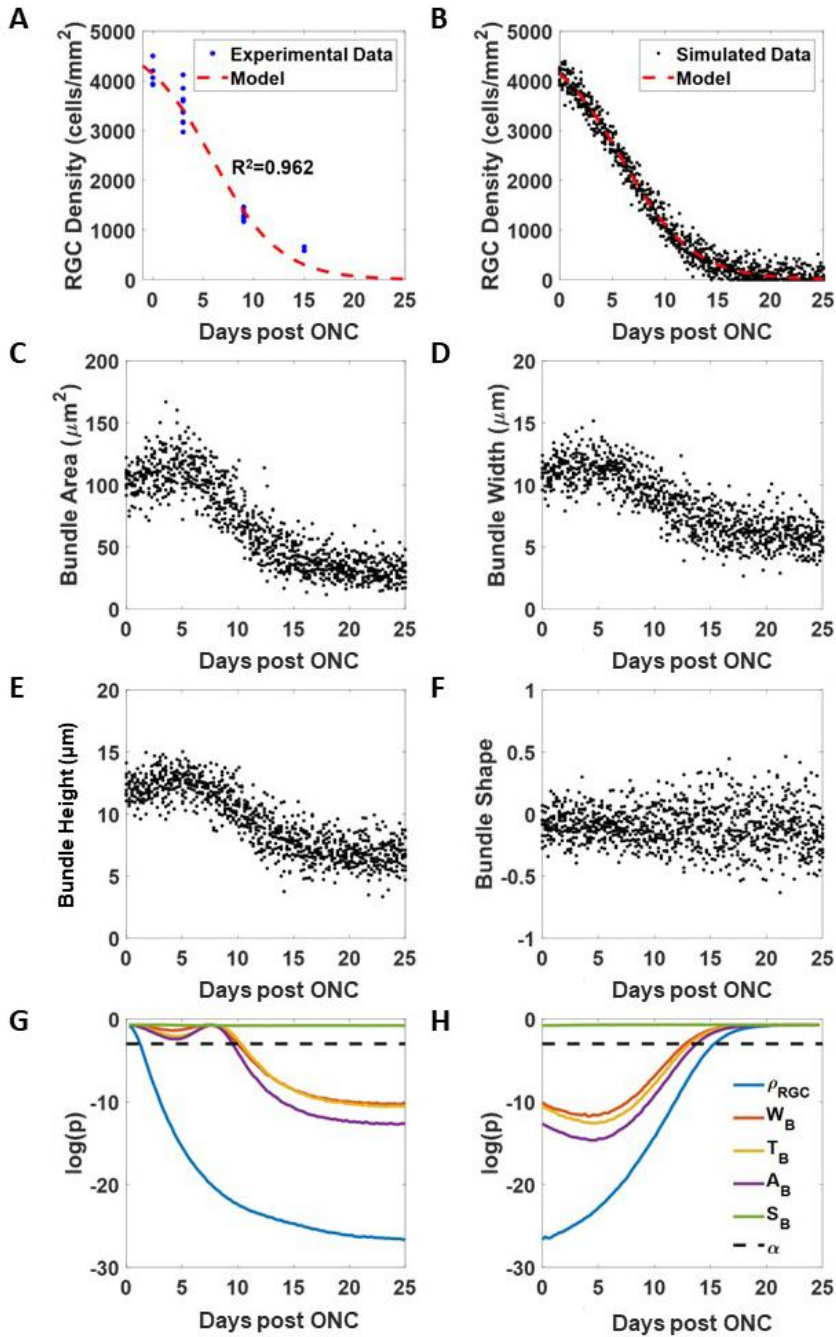 A
B
5000
4000
3000
2000
1000
0
RGC Density (cells/mm²)
Experimental Data
Model
R²=0.962
0 5 10 15 20 25
Days post ONC
5000
4000
3000
2000
1000
0
RGC Density (cells/mm²)
Simulated Data
Model
0 5 10 15 20 25
Days post ONC
C
D
200
150
100
50
0
Bundle Area (μm²)
0 5 10 15 20 25
Days post ONC
20
15
10
5
0
Bundle Width (μm)
0 5 10 15 20 25
Days post ONC
E
F
20
15
10
5
0
Bundle Height (μm)
0 5 10 15 20 25
Days post ONC
1
0.5
0
-0.5
-1
Bundle Shape
0 5 10 15 20 25
Days post ONC
G
H
0
-10
-20
-30
log(p)
0 5 10 15 20 25
Days post ONC
0
-10
-20
-30
log(p)
ρRGC
WB
TB
AB
SB
α
0 5 10 15 20 25
Days post ONC